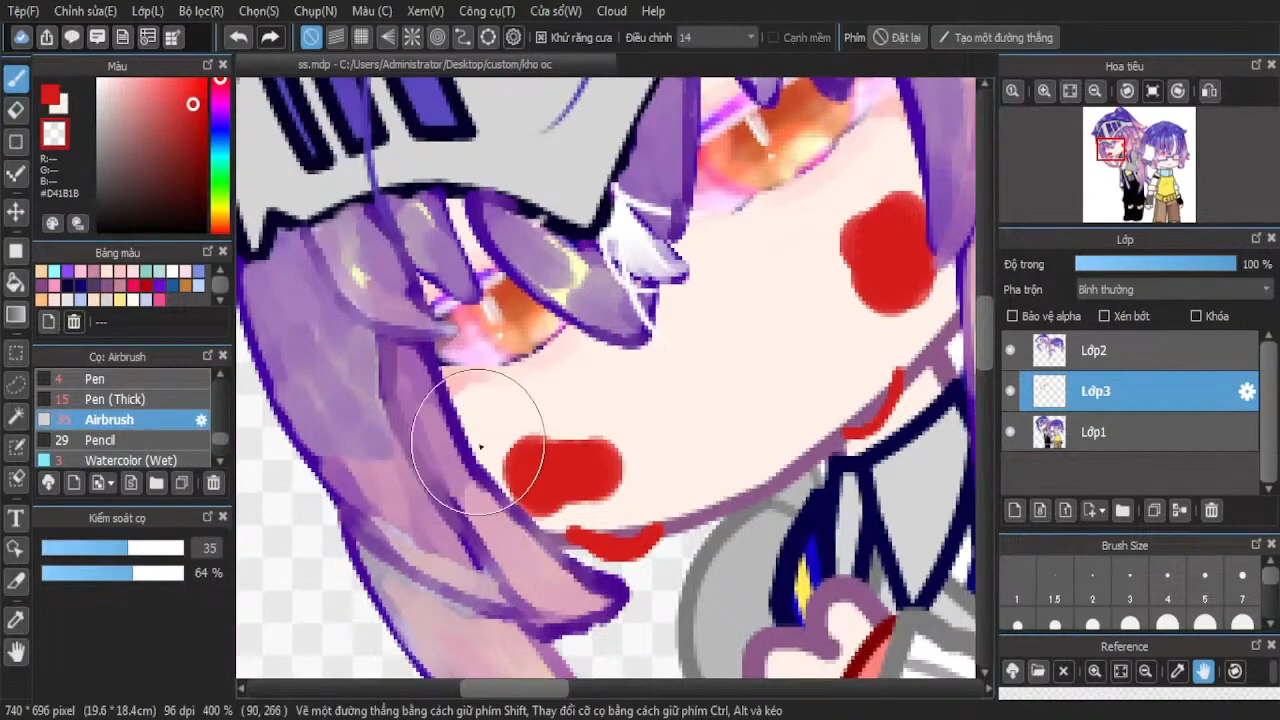 Tệp(F) Chỉnh sửa(E) Lớp(L) Bộ lọc(R) Chọn(S) Chụp(N) Màu (C) Xem(V) Công cụ(T) Cửa sổ(W) Cloud Help
Khử răng cưa Điều chỉnh 14 Cạnh mềm Phím Đặt lại Tạo một đường thẳng
Màu
ss.mdp - C:/Users/Administrator/Desktop/custom/kho oc
Hoa tiêu
R:---
G:---
B:---
#D41B1B
Bảng màu
---
Cọ: Airbrush
4 Pen
15 Pen (Thick)
35 Airbrush
29 Pencil
3 Watercolor (Wet)
Kiểm soát cọ
35
64 %
Lớp
Độ trong 100 %
Pha trộn Bình thường
Bảo vệ alpha Xén bớt Khóa
Lớp2
Lớp3
Lớp1
Brush Size
1 1.5 2 3 4 5 7
Reference
740 * 696 pixel (19.6 * 18.4cm) 96 dpi 400 % ( 90, 266 ) Vẽ một đường thẳng bằng cách giữ phím Shift, Thay đổi cỡ cọ bằng cách giữ phím Ctrl, Alt và kéo